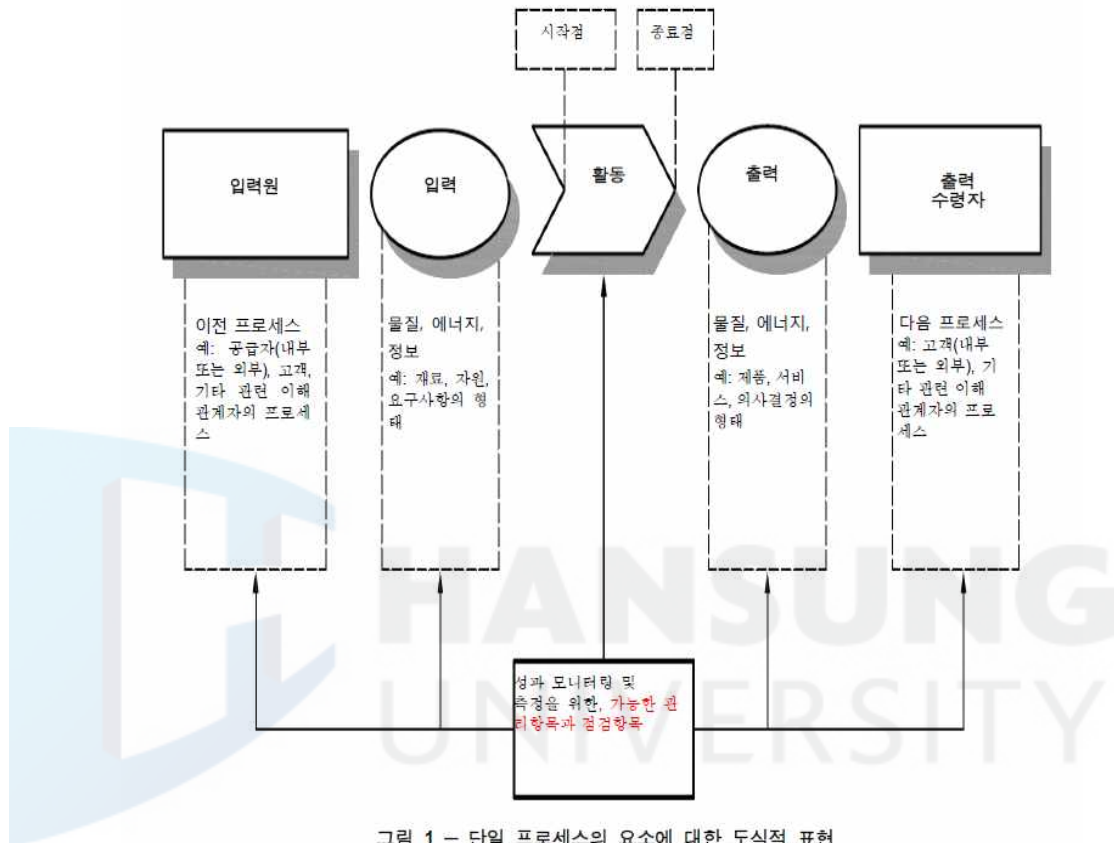 시작점
종료점
입력원
입력
활동
출력
출력
수령자
이전 프로세스
예: 공급자(내부
또는 외부), 고객,
기타 관련 이해
관계자의 프로세
스
물질, 에너지,
정보
예: 재료, 자원,
요구사항의 형
태
물질, 에너지,
정보
예: 제품, 서비
스, 의사결정의
형태
다음 프로세스
예: 고객(내부
또는 외부), 기
타 관련 이해
관계자의 프로
세스
성과 모니터링 및
측정을 위한, 가능한 관
리항목과 점검항목
HANSUNG
UNIVERSITY
그림 1 — 단일 프로세스의 요소에 대한 도식적 표현